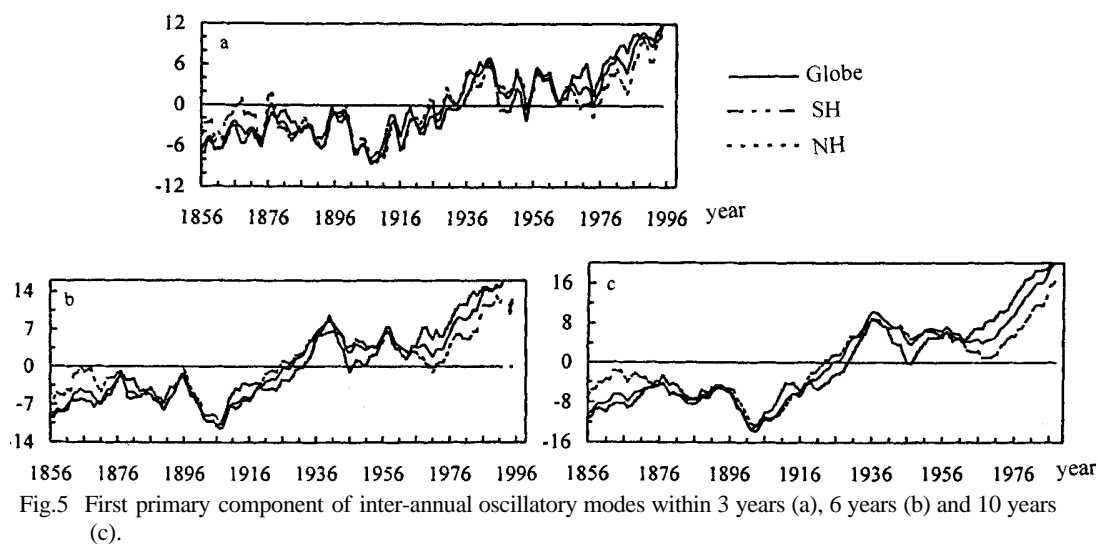 12
6
0
-6
-12
a
1856 1876 1896 1916 1936 1956 1976 1996 year
Globe
SH
NH
14
7
0
-7
-14
b
1856 1876 1896 1916 1936 1956 1976 1996
16
8
0
-8
-16
c
1856 1876 1896 1916 1936 1956 1976 year
Fig.5 First primary component of inter-annual oscillatory modes within 3 years (a), 6 years (b) and 10 years
(c).